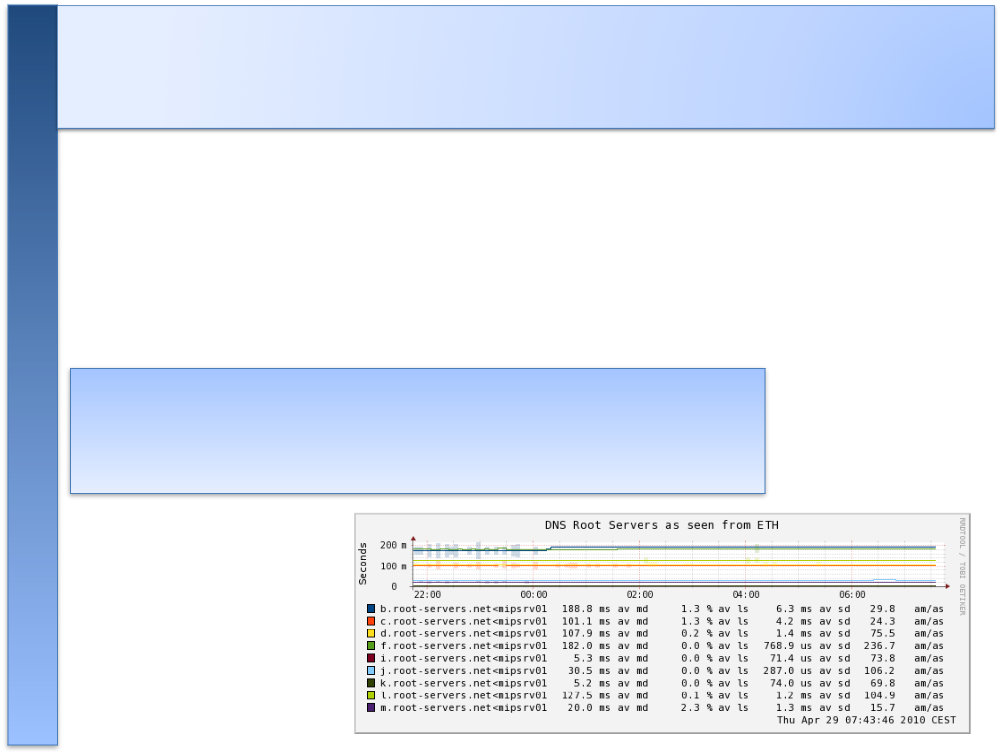 DNS Root Servers as seen from ETH
RRDTOOL / TOBI OETIKER
Seconds
200 m
100 m
0
22:00 00:00 02:00 04:00 06:00
b.root-servers.net<mipsrv01 188.8 ms av md 1.3 % av ls 6.3 ms av sd 29.8 am/as
c.root-servers.net<mipsrv01 101.1 ms av md 1.3 % av ls 4.2 ms av sd 24.3 am/as
d.root-servers.net<mipsrv01 107.9 ms av md 0.2 % av ls 1.4 ms av sd 75.5 am/as
f.root-servers.net<mipsrv01 182.0 ms av md 0.0 % av ls 768.9 us av sd 236.7 am/as
i.root-servers.net<mipsrv01 5.3 ms av md 0.0 % av ls 71.4 us av sd 73.8 am/as
j.root-servers.net<mipsrv01 30.5 ms av md 0.0 % av ls 287.0 us av sd 106.2 am/as
k.root-servers.net<mipsrv01 5.2 ms av md 0.0 % av ls 74.0 us av sd 69.8 am/as
l.root-servers.net<mipsrv01 127.5 ms av md 0.1 % av ls 1.2 ms av sd 104.9 am/as
m.root-servers.net<mipsrv01 20.0 ms av md 2.3 % av ls 1.3 ms av sd 15.7 am/as
Thu Apr 29 07:43:46 2010 CEST